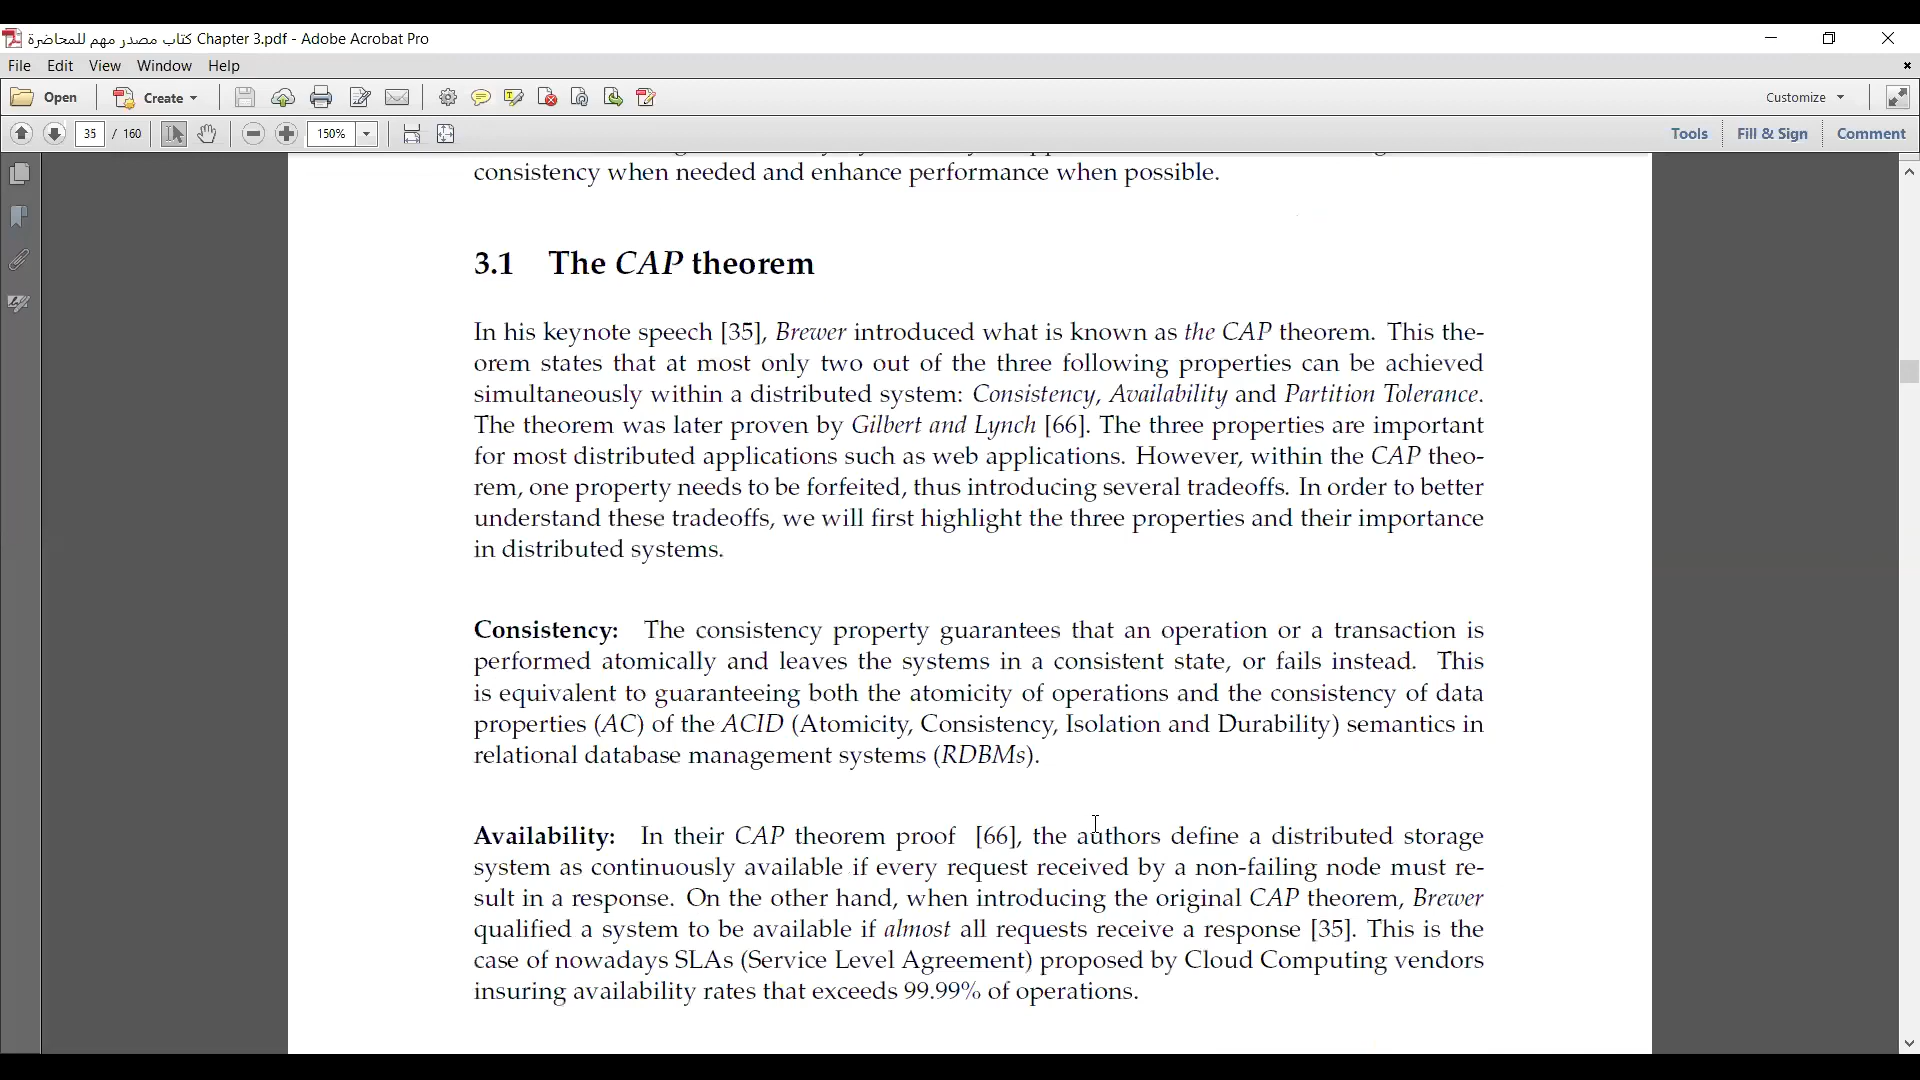 كتاب مصدر مهم للمحاضرة Chapter 3.pdf - Adobe Acrobat Pro
File Edit View Window Help
Open Create Customize
35 / 160 150% Tools Fill & Sign Comment
consistency when needed and enhance performance when possible.
3.1 The CAP theorem
In his keynote speech [35], Brewer introduced what is known as the CAP theorem. This the-
orem states that at most only two out of the three following properties can be achieved
simultaneously within a distributed system: Consistency, Availability and Partition Tolerance.
The theorem was later proven by Gilbert and Lynch [66]. The three properties are important
for most distributed applications such as web applications. However, within the CAP theo-
rem, one property needs to be forfeited, thus introducing several tradeoffs. In order to better
understand these tradeoffs, we will first highlight the three properties and their importance
in distributed systems.
Consistency: The consistency property guarantees that an operation or a transaction is
performed atomically and leaves the systems in a consistent state, or fails instead. This
is equivalent to guaranteeing both the atomicity of operations and the consistency of data
properties (AC) of the ACID (Atomicity, Consistency, Isolation and Durability) semantics in
relational database management systems (RDBMs).
Availability: In their CAP theorem proof [66], the authors define a distributed storage
system as continuously available if every request received by a non-failing node must re-
sult in a response. On the other hand, when introducing the original CAP theorem, Brewer
qualified a system to be available if almost all requests receive a response [35]. This is the
case of nowadays SLAs (Service Level Agreement) proposed by Cloud Computing vendors
insuring availability rates that exceeds 99.99% of operations.